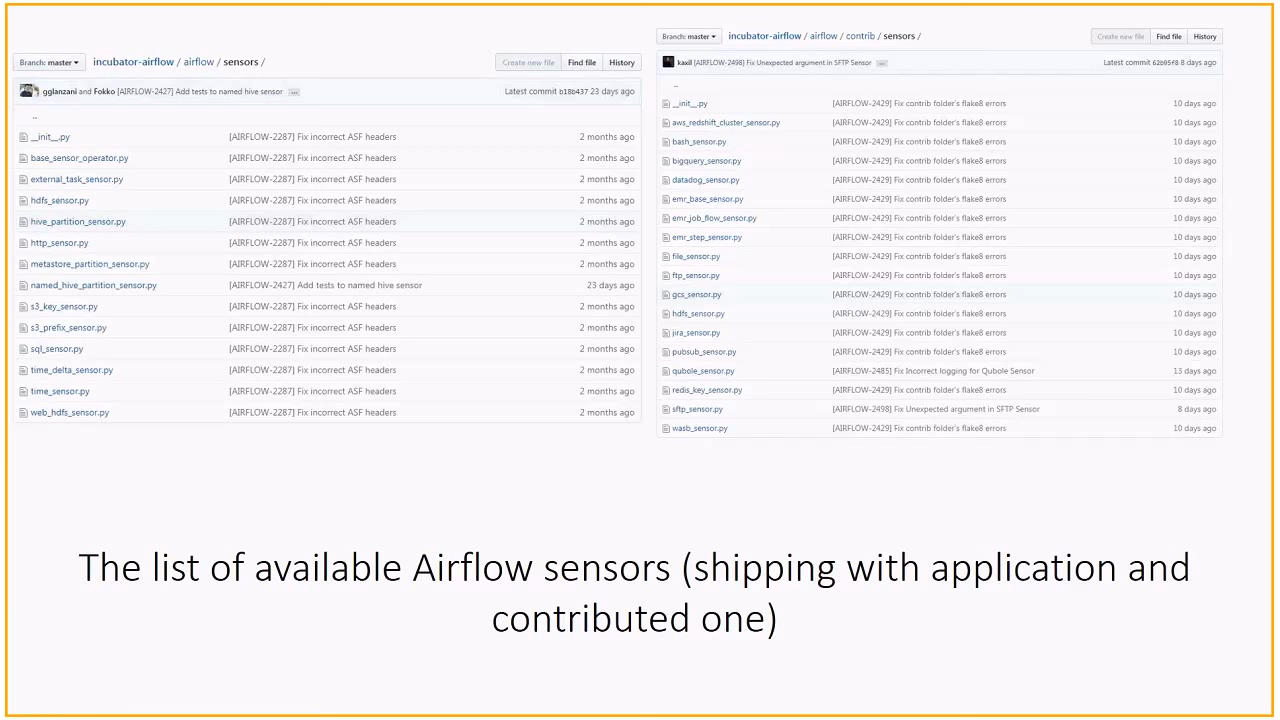 Branch: master
incubator-airflow / airflow / sensors /
Create new file Find file History
gglanzani and Fokko [AIRFLOW-2427] Add tests to named hive sensor ... Latest commit b18b437 23 days ago
..
__init__.py [AIRFLOW-2287] Fix incorrect ASF headers 2 months ago
base_sensor_operator.py [AIRFLOW-2287] Fix incorrect ASF headers 2 months ago
external_task_sensor.py [AIRFLOW-2287] Fix incorrect ASF headers 2 months ago
hdfs_sensor.py [AIRFLOW-2287] Fix incorrect ASF headers 2 months ago
hive_partition_sensor.py [AIRFLOW-2287] Fix incorrect ASF headers 2 months ago
http_sensor.py [AIRFLOW-2287] Fix incorrect ASF headers 2 months ago
metastore_partition_sensor.py [AIRFLOW-2287] Fix incorrect ASF headers 2 months ago
named_hive_partition_sensor.py [AIRFLOW-2427] Add tests to named hive sensor 23 days ago
s3_key_sensor.py [AIRFLOW-2287] Fix incorrect ASF headers 2 months ago
s3_prefix_sensor.py [AIRFLOW-2287] Fix incorrect ASF headers 2 months ago
sql_sensor.py [AIRFLOW-2287] Fix incorrect ASF headers 2 months ago
time_delta_sensor.py [AIRFLOW-2287] Fix incorrect ASF headers 2 months ago
time_sensor.py [AIRFLOW-2287] Fix incorrect ASF headers 2 months ago
web_hdfs_sensor.py [AIRFLOW-2287] Fix incorrect ASF headers 2 months ago
Branch: master
incubator-airflow / airflow / contrib / sensors /
Create new file Find file History
kaxil [AIRFLOW-2498] Fix Unexpected argument in SFTP Sensor ... Latest commit 62b95f8 8 days ago
..
__init__.py [AIRFLOW-2429] Fix contrib folder's flake8 errors 10 days ago
aws_redshift_cluster_sensor.py [AIRFLOW-2429] Fix contrib folder's flake8 errors 10 days ago
bash_sensor.py [AIRFLOW-2429] Fix contrib folder's flake8 errors 10 days ago
bigquery_sensor.py [AIRFLOW-2429] Fix contrib folder's flake8 errors 10 days ago
datadog_sensor.py [AIRFLOW-2429] Fix contrib folder's flake8 errors 10 days ago
emr_base_sensor.py [AIRFLOW-2429] Fix contrib folder's flake8 errors 10 days ago
emr_job_flow_sensor.py [AIRFLOW-2429] Fix contrib folder's flake8 errors 10 days ago
emr_step_sensor.py [AIRFLOW-2429] Fix contrib folder's flake8 errors 10 days ago
file_sensor.py [AIRFLOW-2429] Fix contrib folder's flake8 errors 10 days ago
ftp_sensor.py [AIRFLOW-2429] Fix contrib folder's flake8 errors 10 days ago
gcs_sensor.py [AIRFLOW-2429] Fix contrib folder's flake8 errors 10 days ago
hdfs_sensor.py [AIRFLOW-2429] Fix contrib folder's flake8 errors 10 days ago
jira_sensor.py [AIRFLOW-2429] Fix contrib folder's flake8 errors 10 days ago
pubsub_sensor.py [AIRFLOW-2429] Fix contrib folder's flake8 errors 10 days ago
qubole_sensor.py [AIRFLOW-2485] Fix Incorrect logging for Qubole Sensor 13 days ago
redis_key_sensor.py [AIRFLOW-2429] Fix contrib folder's flake8 errors 10 days ago
sftp_sensor.py [AIRFLOW-2498] Fix Unexpected argument in SFTP Sensor 8 days ago
wasb_sensor.py [AIRFLOW-2429] Fix contrib folder's flake8 errors 10 days ago
The list of available Airflow sensors (shipping with application and
contributed one)